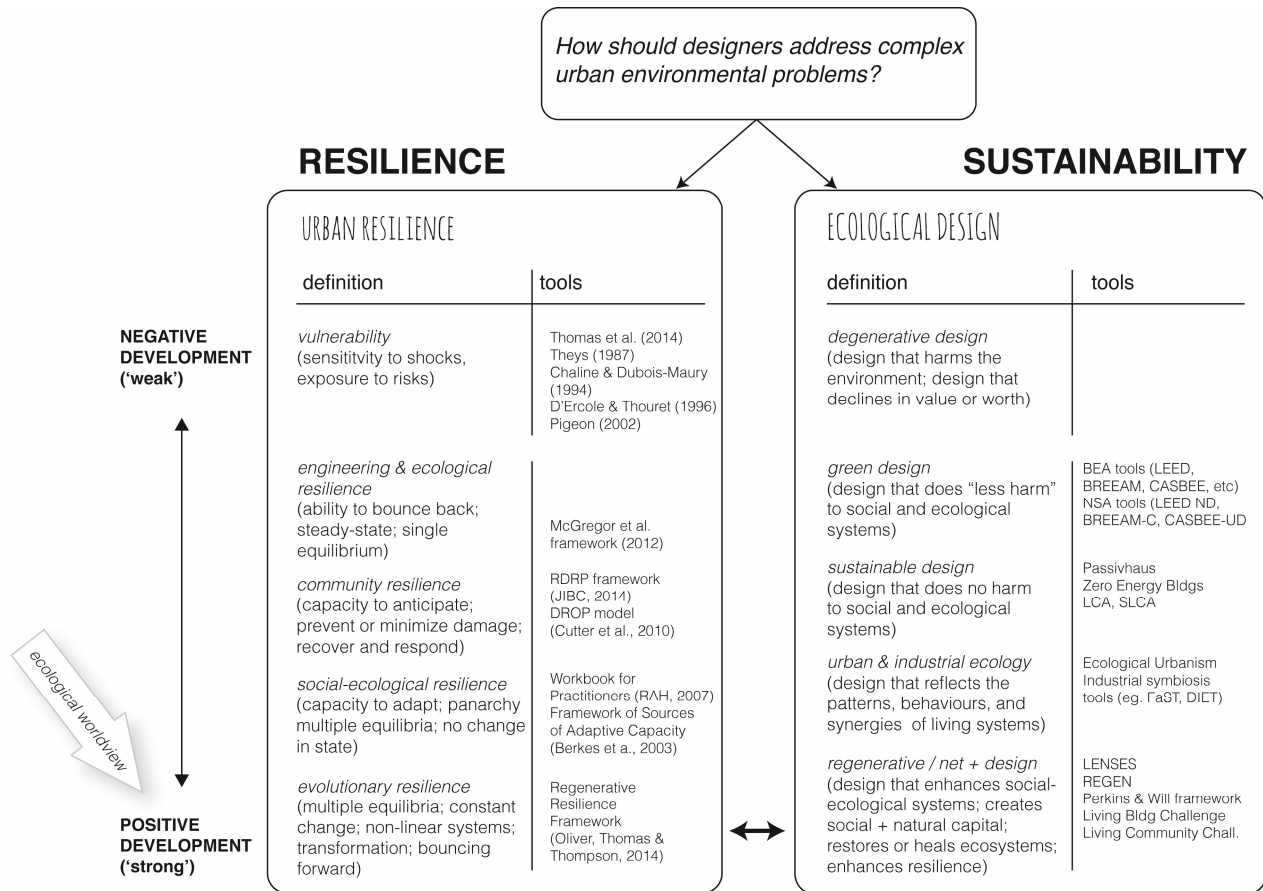 How should designers address complex
urban environmental problems?
RESILIENCE
SUSTAINABILITY
URBAN RESILIENCE
definition
tools
NEGATIVE
DEVELOPMENT
('weak')
vulnerability
(sensititvity to shocks,
exposure to risks)
Thomas et al. (2014)
Theys (1987)
Chaline & Dubois-Maury
(1994)
D'Ercole & Thouret (1996)
Pigeon (2002)
engineering & ecological
resilience
(ability to bounce back;
steady-state; single
equilibrium)
McGregor et al.
framework (2012)
community resilience
(capacity to anticipate;
prevent or minimize damage;
recover and respond)
RDRP framework
(JIBC, 2014)
DROP model
(Cutter et al., 2010)
social-ecological resilience
(capacity to adapt; panarchy
multiple equilibria; no change
in state)
Workbook for
Practitioners (RAH, 2007)
Framework of Sources
of Adaptive Capacity
(Berkes et a., 2003)
ecological worldview
evolutionary resilience
(multiple equilibria; constant
change; non-linear systems;
transformation; bouncing
forward)
Regenerative
Resilience
Framework
(Oliver, Thomas &
Thompson, 2014)
POSITIVE
DEVELOPMENT
('strong')
ECOLOGICAL DESIGN
definition
tools
degenerative design
(design that harms the
environment; design that
declines in value or worth)
green design
(design that does "less harm"
to social and ecological
systems)
BEA tools (LEED,
BREEAM, CASBEE, etc)
NSA tools (LEED ND,
BREEAM-C, CASBEE-UD
sustainable design
(design that does no harm
to social and ecological
systems)
Passivhaus
Zero Energy Bldgs
LCA, SLCA
urban & industrial ecology
(design that reflects the
patterns, behaviours, and
synergies of living systems)
Ecological Urbanism
Industrial symbiosis
tools (eg. FaST, DIET)
regenerative / net + design
(design that enhances social-
ecological systems; creates
social + natural capital;
restores or heals ecosystems;
enhances resilience)
LENSES
REGEN
Perkins & Will framework
Living Bldg Challenge
Living Community Chall.